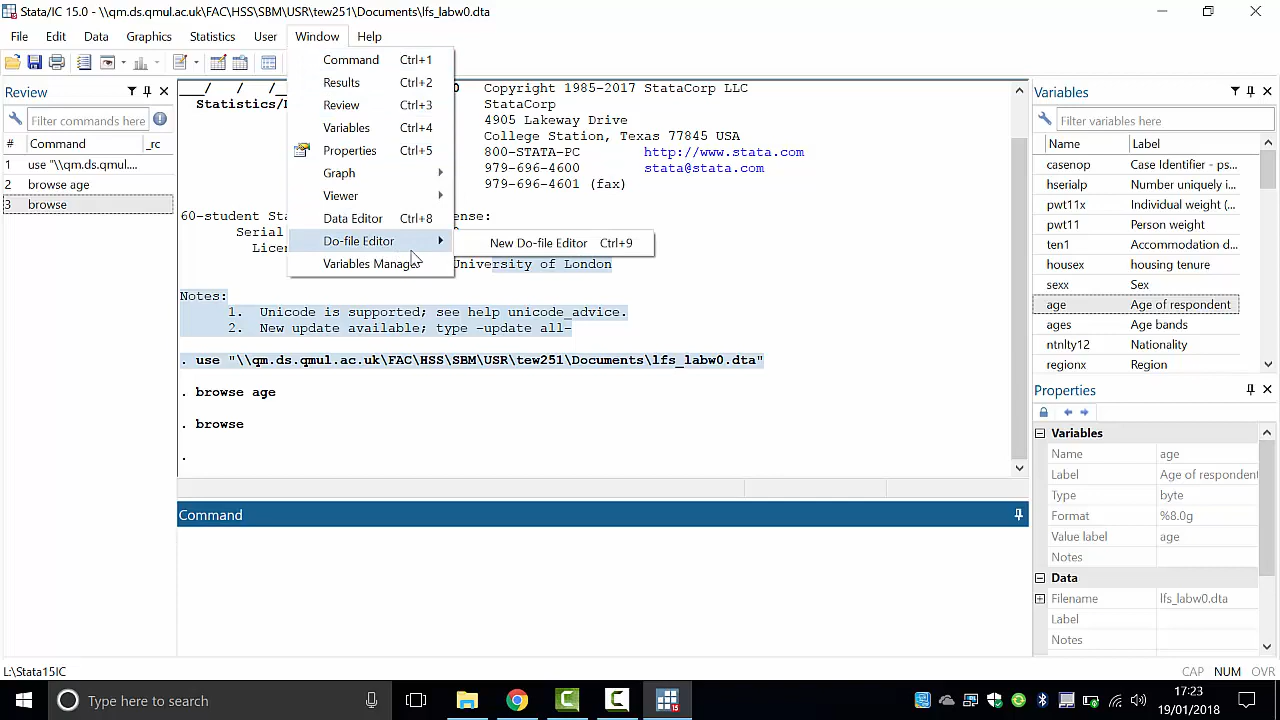 Stata/IC 15.0 - \\qm.ds.qmul.ac.uk\FAC\HSS\SBM\USR\tew251\Documents\lfs_labw0.dta
File Edit Data Graphics Statistics User Window Help
Review
Filter commands here
# Command _rc
1 use "\\qm.ds.qmul....
2 browse age
3 browse
Command Ctrl+1
Results Ctrl+2
Review Ctrl+3
Variables Ctrl+4
Properties Ctrl+5
Graph
Viewer
Data Editor Ctrl+8
Do-file Editor
Variables Manager
New Do-file Editor Ctrl+9
___/ / /_
Copyright 1985-2017 StataCorp LLC
StataCorp
4905 Lakeway Drive
College Station, Texas 77845 USA
800-STATA-PC http://www.stata.com
979-696-4600 stata@stata.com
979-696-4601 (fax)
60-student Sta ense:
Serial
Lice University of London
Notes:
1. Unicode is supported; see help unicode_advice.
2. New update available; type -update all-
. use "\\qm.ds.qmul.ac.uk\FAC\HSS\SBM\USR\tew251\Documents\lfs_labw0.dta"
. browse age
. browse
.
Command
Variables
Filter variables here
Name Label
casenop Case Identifier - ps...
hserialp Number uniquely i...
pwt11x Individual weight (...
pwt11 Person weight
ten1 Accommodation d...
housex housing tenure
sexx Sex
age Age of respondent
ages Age bands
ntnlty12 Nationality
regionx Region
Properties
Variables
Name age
Label Age of respondent
Type byte
Format %8.0g
Value label age
Notes
Data
Filename lfs_labw0.dta
Label
Notes
L:\Stata15IC
CAP NUM OVR
Type here to search
17:23
19/01/2018